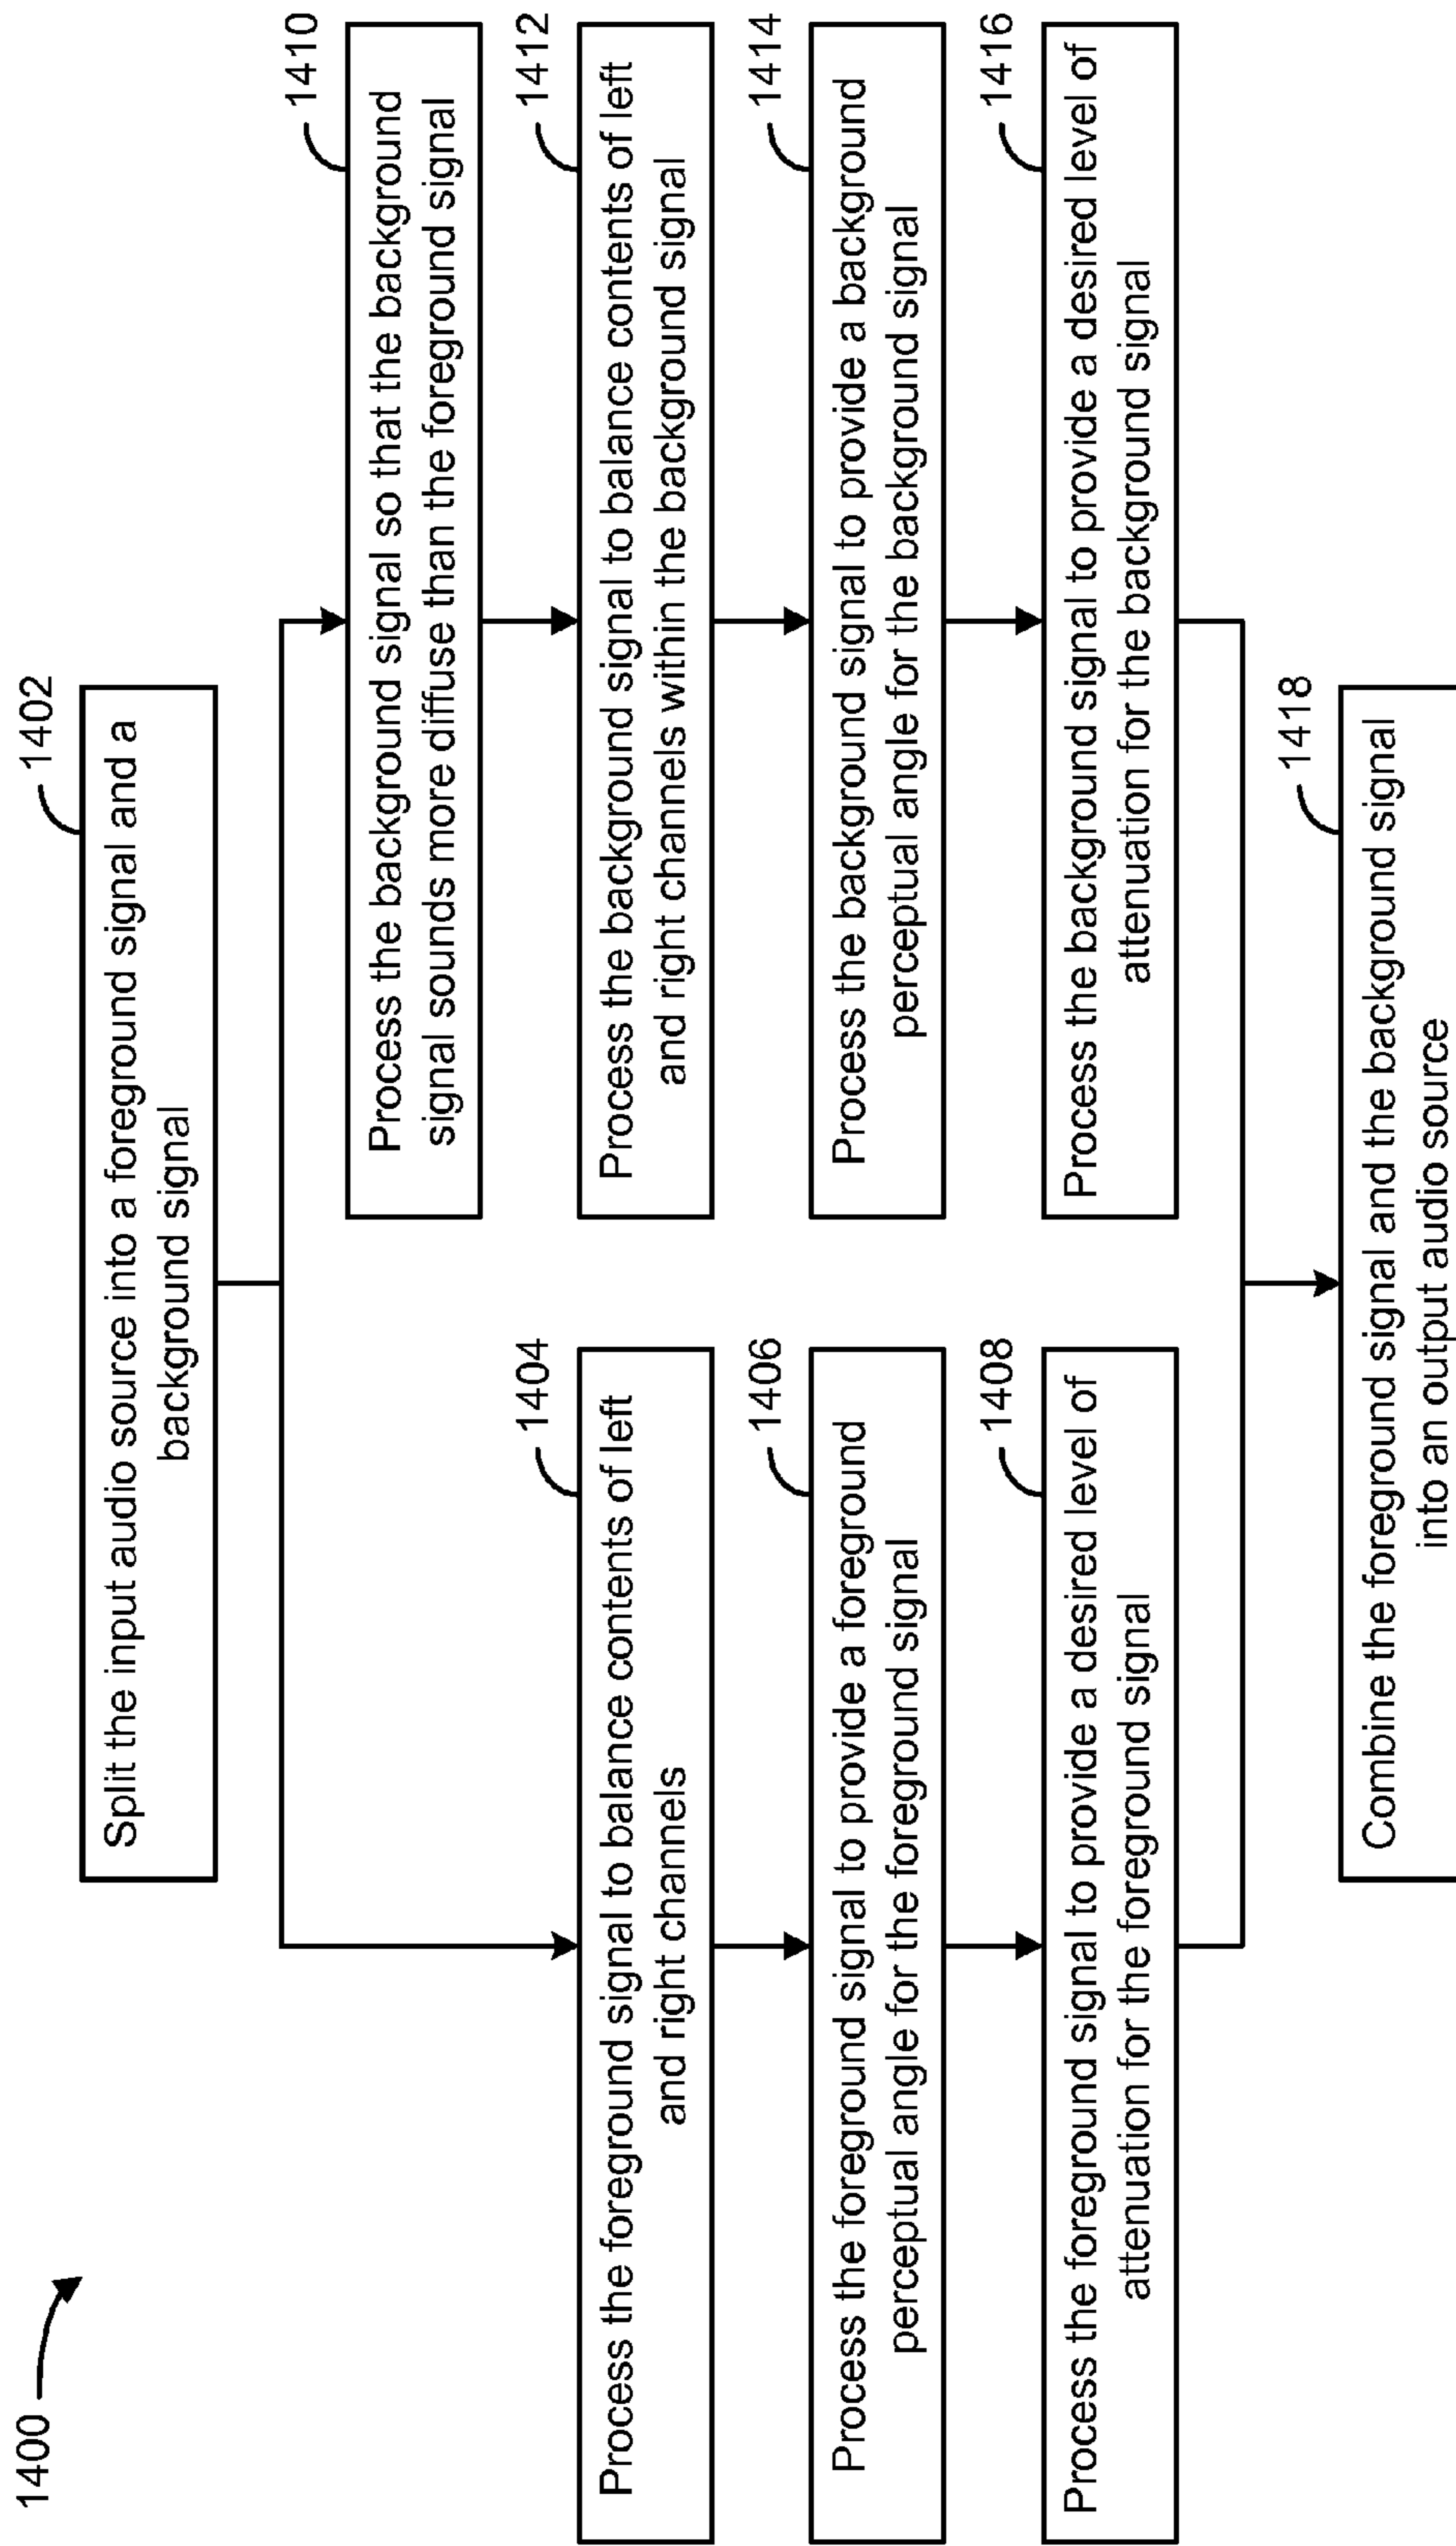 1400
1402
Split the input audio source into a foreground signal and a
background signal
1404
Process the foreground signal to balance contents of left
and right channels
1406
Process the foreground signal to provide a foreground
perceptual angle for the foreground signal
1408
Process the foreground signal to provide a desired level of
attenuation for the foreground signal
1410
Process the background signal so that the background
signal sounds more diffuse than the foreground signal
1412
Process the background signal to balance contents of left
and right channels within the background signal
1414
Process the background signal to provide a background
perceptual angle for the background signal
1416
Process the background signal to provide a desired level of
attenuation for the background signal
1418
Combine the foreground signal and the background signal
into an output audio source